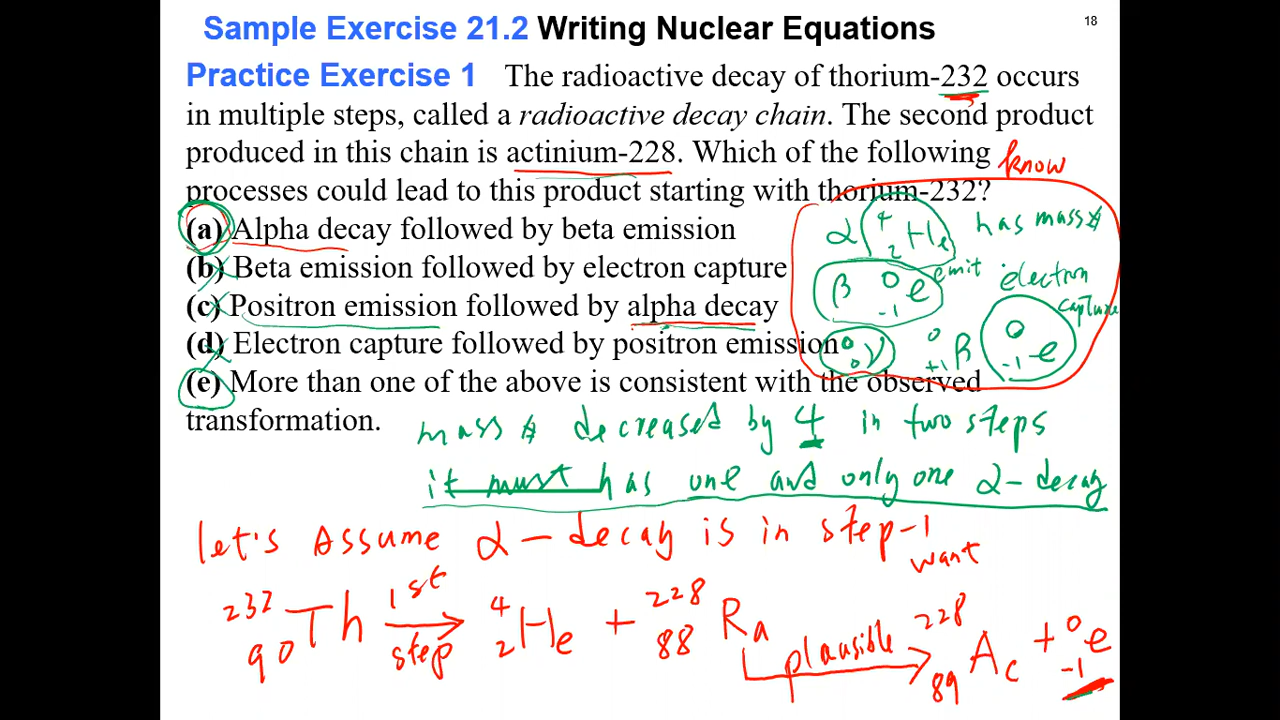 Sample Exercise 21.2 Writing Nuclear Equations
18
Practice Exercise 1 The radioactive decay of thorium-232 occurs
in multiple steps, called a radioactive decay chain. The second product
produced in this chain is actinium-228. Which of the following
know
processes could lead to this product starting with thorium-232?
(a) Alpha decay followed by beta emission
(b) Beta emission followed by electron capture
(c) Positron emission followed by alpha decay
(d) Electron capture followed by positron emission
(e) More than one of the above is consistent with the observed
transformation.
α 4 2 He has mass #
β 0 -1 e emit electron capture
0 0 γ 0 +1 β 0 -1 e
mass # decreased by 4 in two steps
it must has one and only one α-decay
let's Assume α-decay is in step-1
want
232 90 Th 1st step 4 2 He + 228 88 Ra plausible 228 89 Ac + 0 -1 e